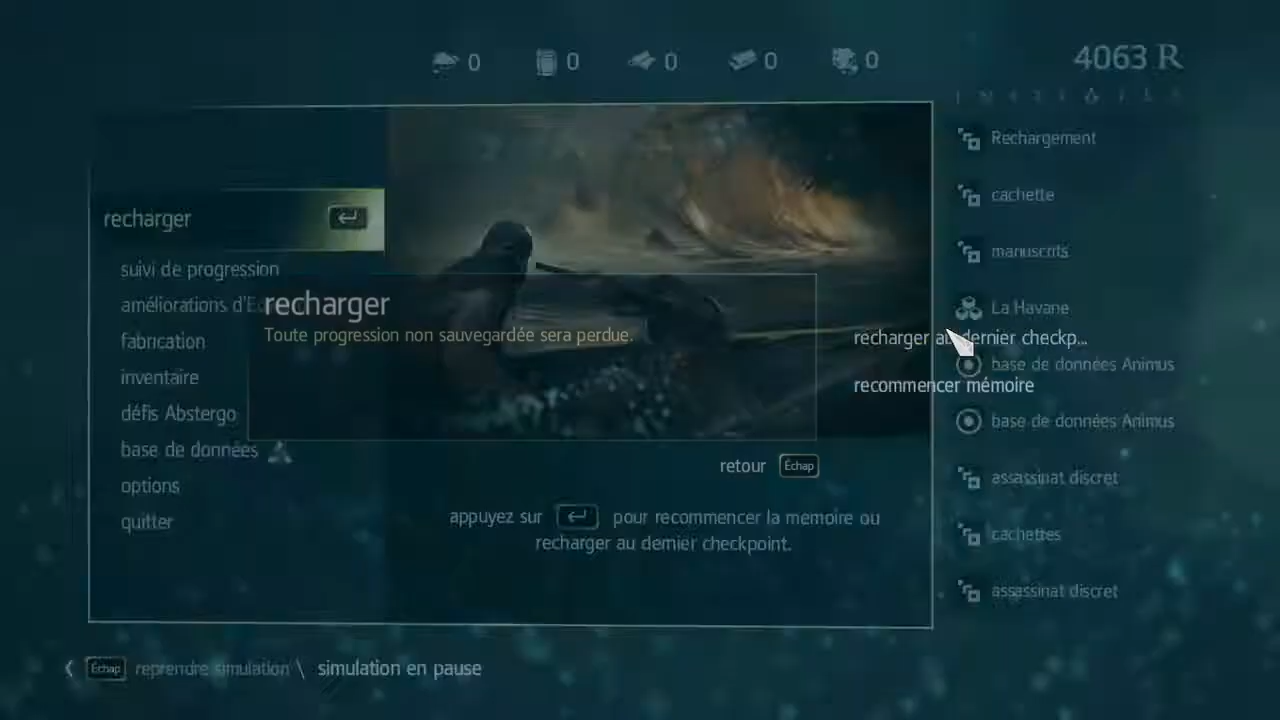 0 0 0 0 0
4063 R
Rechargement
cachette
manuscrits
La Havane
base de données Animus
base de données Animus
assassinat discret
cachettes
assassinat discret
recharger
suivi de progression
améliorations d'E
fabrication
inventaire
défis Abstergo
base de données
options
quitter
recharger
Toute progression non sauvegardée sera perdue.
recharger au dernier checkp...
recommencer mémoire
retour Échap
appuyez sur pour recommencer la memoire ou
recharger au dernier checkpoint.
Échap reprendre simulation \ simulation en pause